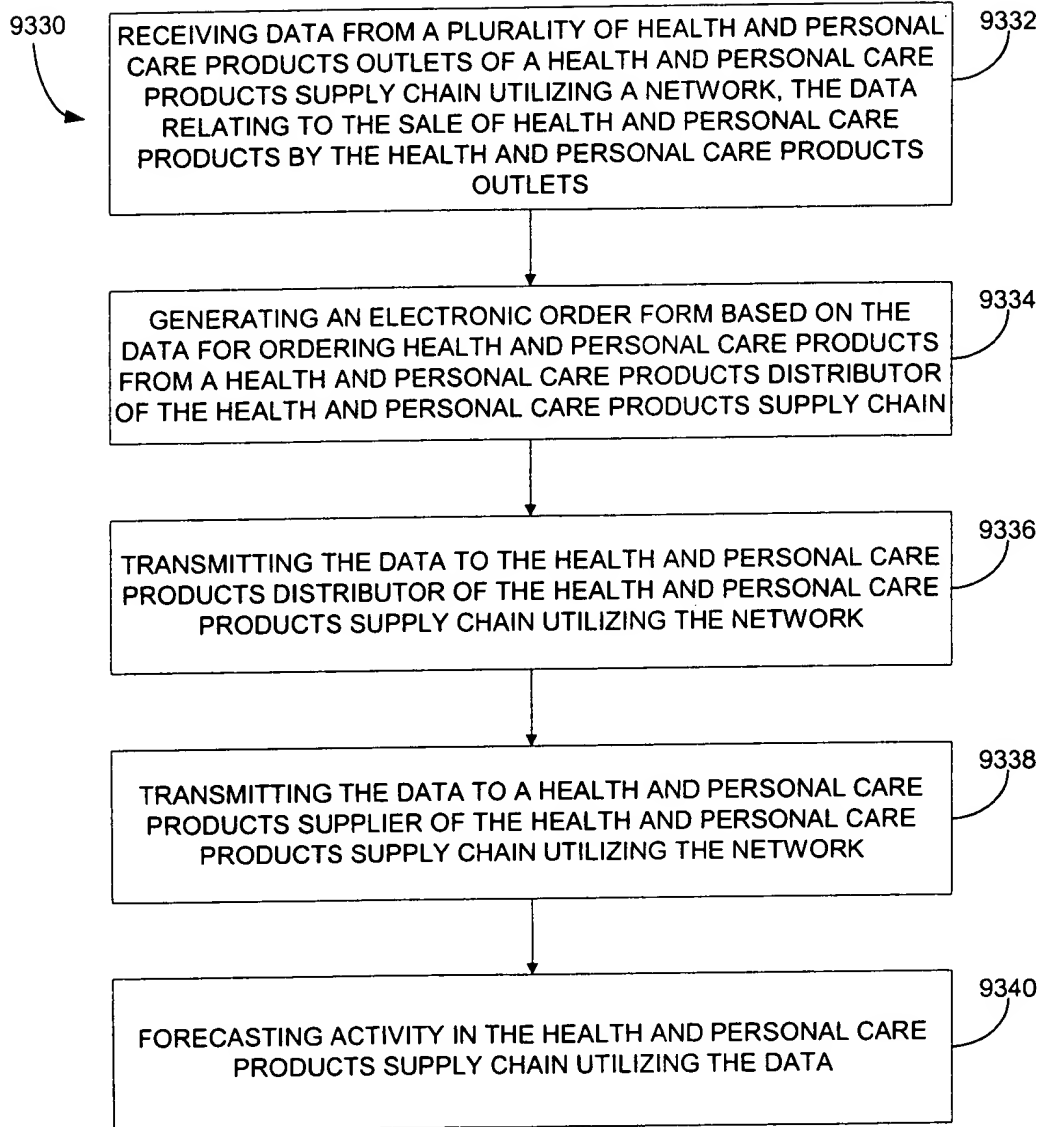 9330
RECEIVING DATA FROM A PLURALITY OF HEALTH AND PERSONAL
CARE PRODUCTS OUTLETS OF A HEALTH AND PERSONAL CARE
PRODUCTS SUPPLY CHAIN UTILIZING A NETWORK, THE DATA
RELATING TO THE SALE OF HEALTH AND PERSONAL CARE
PRODUCTS BY THE HEALTH AND PERSONAL CARE PRODUCTS
OUTLETS
9332
GENERATING AN ELECTRONIC ORDER FORM BASED ON THE
DATA FOR ORDERING HEALTH AND PERSONAL CARE PRODUCTS
FROM A HEALTH AND PERSONAL CARE PRODUCTS DISTRIBUTOR
OF THE HEALTH AND PERSONAL CARE PRODUCTS SUPPLY CHAIN
9334
TRANSMITTING THE DATA TO THE HEALTH AND PERSONAL CARE
PRODUCTS DISTRIBUTOR OF THE HEALTH AND PERSONAL CARE
PRODUCTS SUPPLY CHAIN UTILIZING THE NETWORK
9336
TRANSMITTING THE DATA TO A HEALTH AND PERSONAL CARE
PRODUCTS SUPPLIER OF THE HEALTH AND PERSONAL CARE
PRODUCTS SUPPLY CHAIN UTILIZING THE NETWORK
9338
FORECASTING ACTIVITY IN THE HEALTH AND PERSONAL CARE
PRODUCTS SUPPLY CHAIN UTILIZING THE DATA
9340